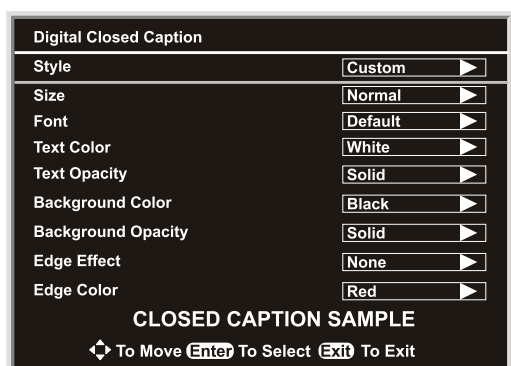 Digital Closed Caption
Style Custom
Size Normal
Font Default
Text Color White
Text Opacity Solid
Background Color Black
Background Opacity Solid
Edge Effect None
Edge Color Red
CLOSED CAPTION SAMPLE
To Move Enter To Select Exit To Exit